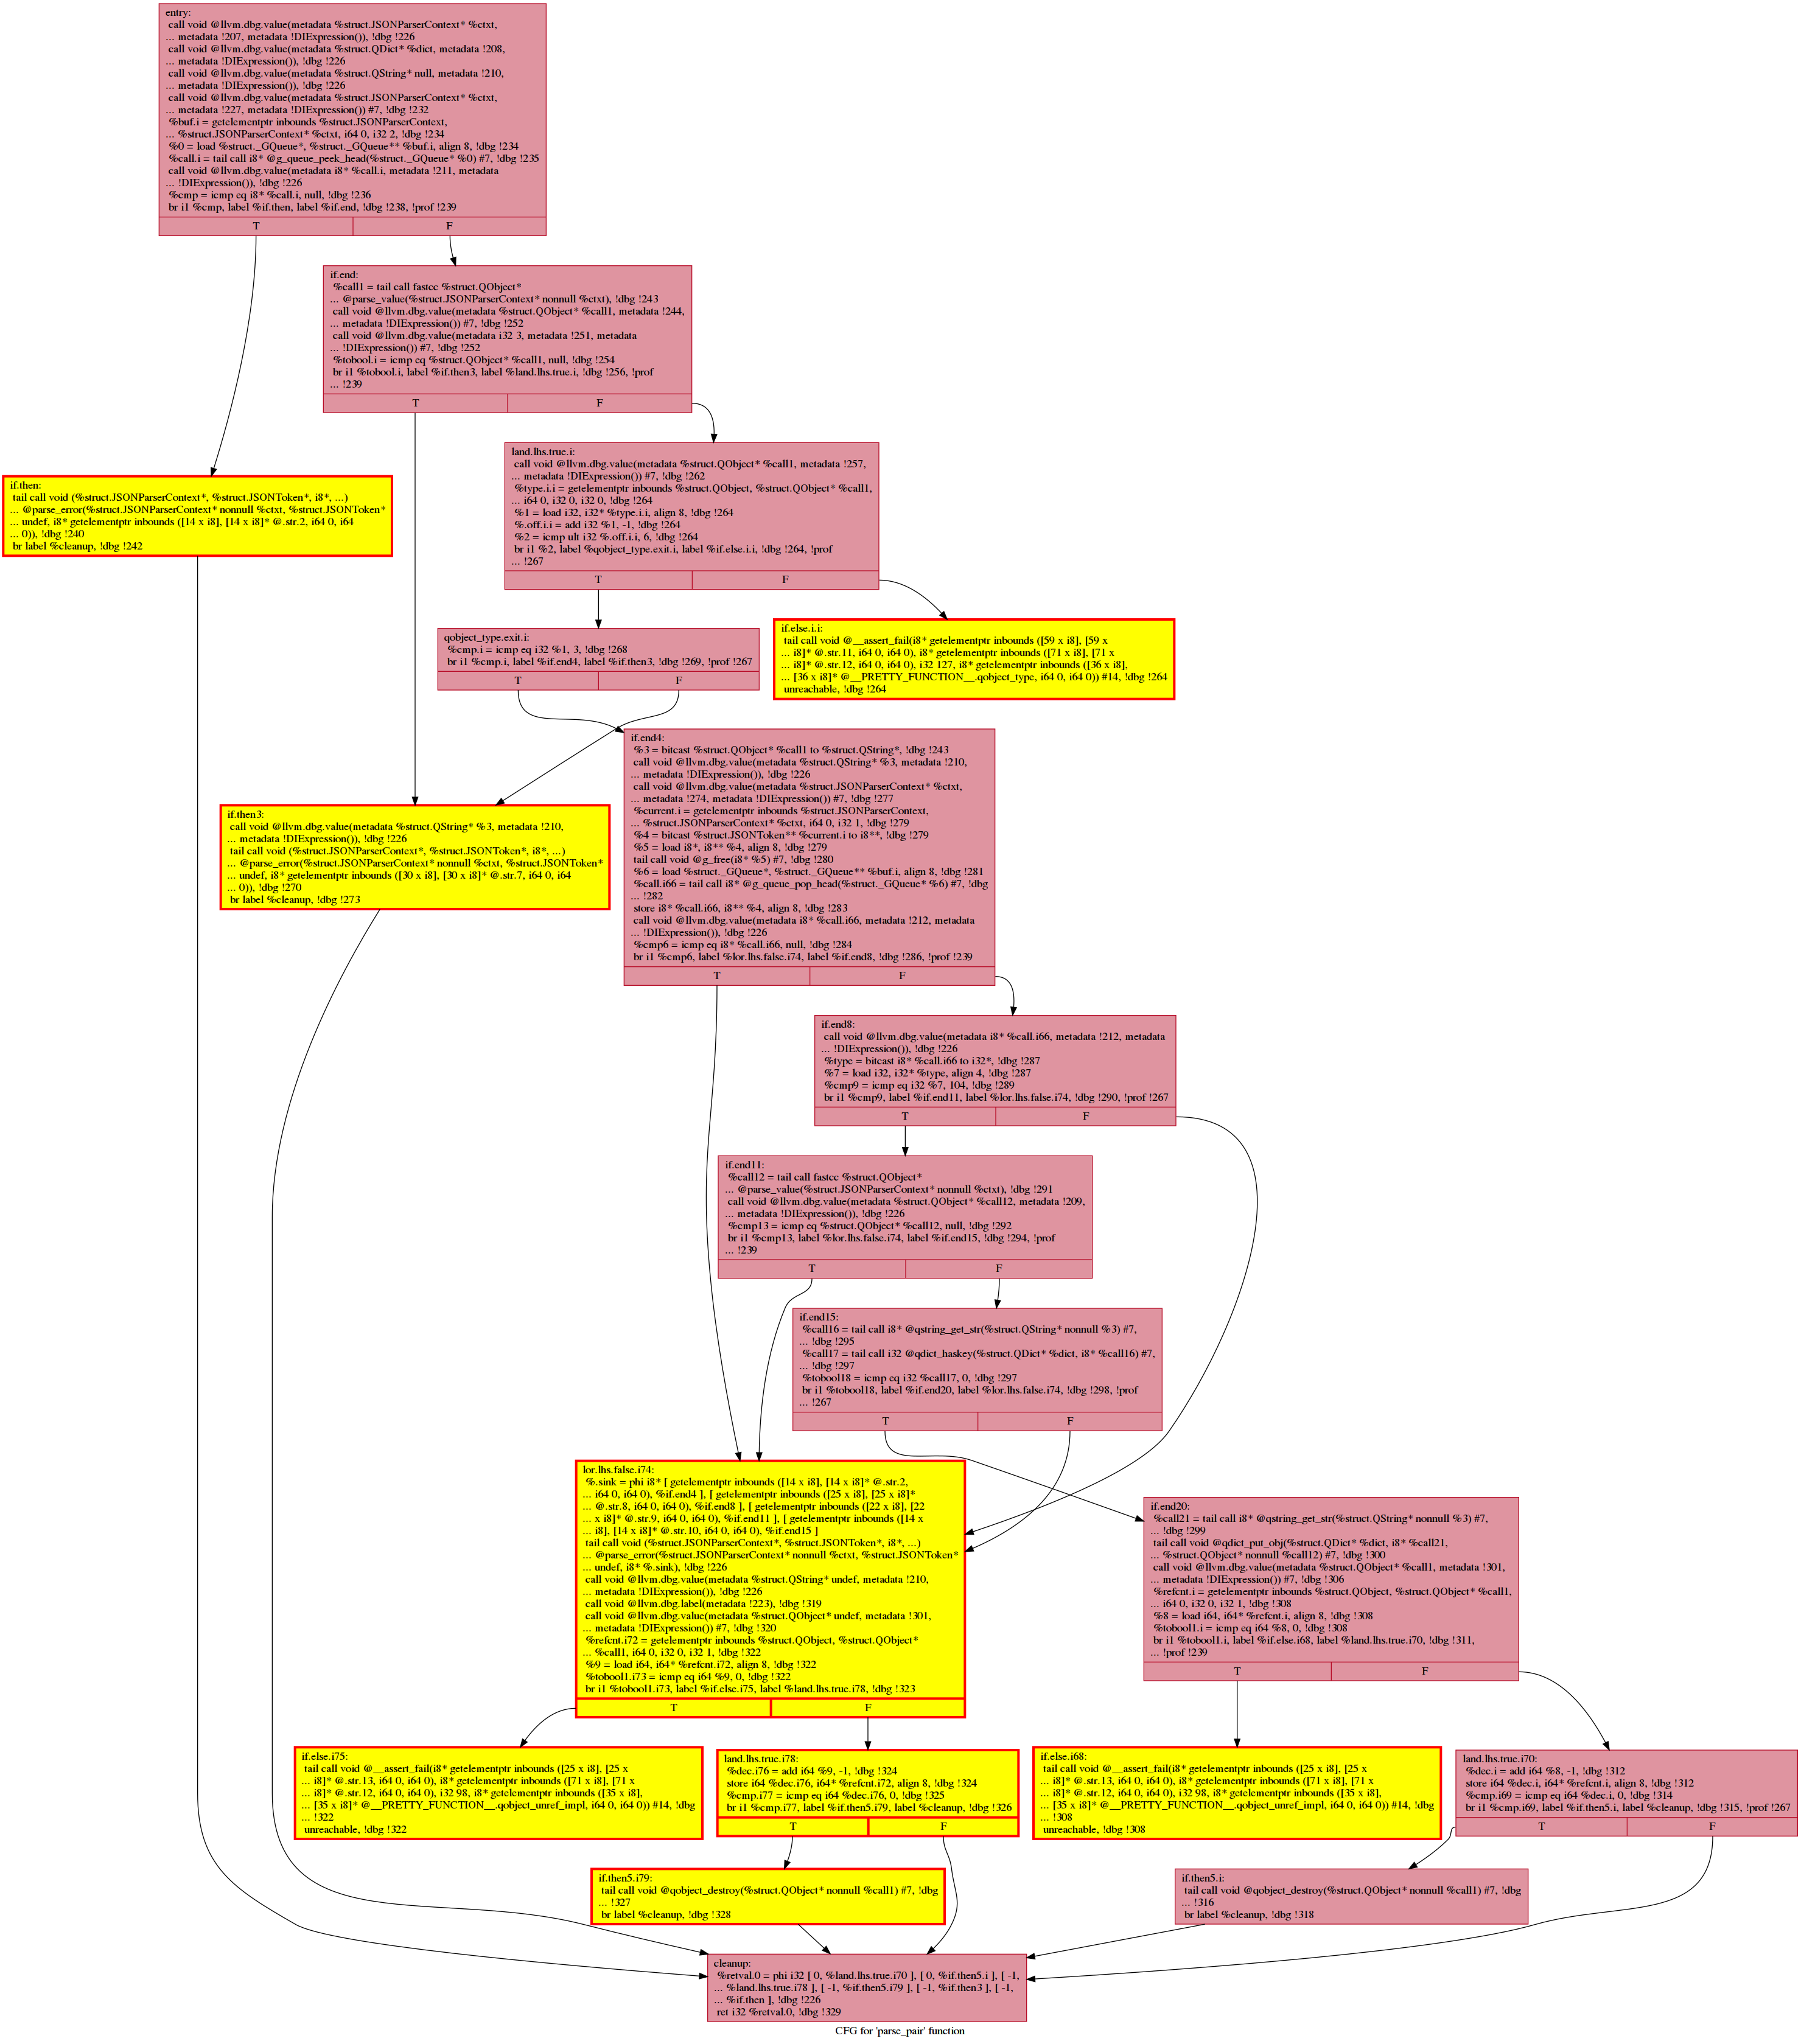 entry:
call void @llvm.dbg.value(metadata %struct.JSONParserContext* %ctxt,
... metadata !207, metadata !DIExpression()), !dbg !226
call void @llvm.dbg.value(metadata %struct.QDict* %dict, metadata !208,
... metadata !DIExpression()), !dbg !226
call void @llvm.dbg.value(metadata %struct.QString* null, metadata !210,
... metadata !DIExpression()), !dbg !226
call void @llvm.dbg.value(metadata %struct.JSONParserContext* %ctxt,
... metadata !227, metadata !DIExpression()) #7, !dbg !232
%buf.i = getelementptr inbounds %struct.JSONParserContext,
... %struct.JSONParserContext* %ctxt, i64 0, i32 2, !dbg !234
%0 = load %struct._GQueue*, %struct._GQueue** %buf.i, align 8, !dbg !234
%call.i = tail call i8* @g_queue_peek_head(%struct._GQueue* %0) #7, !dbg !235
call void @llvm.dbg.value(metadata i8* %call.i, metadata !211, metadata
... !DIExpression()), !dbg !226
%cmp = icmp eq i8* %call.i, null, !dbg !236
br i1 %cmp, label %if.then, label %if.end, !dbg !238, !prof !239
T F
if.end:
%call1 = tail call fastcc %struct.QObject*
... @parse_value(%struct.JSONParserContext* nonnull %ctxt), !dbg !243
call void @llvm.dbg.value(metadata %struct.QObject* %call1, metadata !244,
... metadata !DIExpression()) #7, !dbg !252
call void @llvm.dbg.value(metadata i32 3, metadata !251, metadata
... !DIExpression()) #7, !dbg !252
%tobool.i = icmp eq %struct.QObject* %call1, null, !dbg !254
br i1 %tobool.i, label %if.then3, label %land.lhs.true.i, !dbg !256, !prof
... !239
T F
land.lhs.true.i:
call void @llvm.dbg.value(metadata %struct.QObject* %call1, metadata !257,
... metadata !DIExpression()) #7, !dbg !262
%type.i.i = getelementptr inbounds %struct.QObject, %struct.QObject* %call1,
... i64 0, i32 0, i32 0, !dbg !264
%1 = load i32, i32* %type.i.i, align 8, !dbg !264
%.off.i.i = add i32 %1, -1, !dbg !264
%2 = icmp ult i32 %.off.i.i, 6, !dbg !264
br i1 %2, label %qobject_type.exit.i, label %if.else.i.i, !dbg !264, !prof
... !267
T F
if.then:
tail call void (%struct.JSONParserContext*, %struct.JSONToken*, i8*, ...)
... @parse_error(%struct.JSONParserContext* nonnull %ctxt, %struct.JSONToken*
... undef, i8* getelementptr inbounds ([14 x i8], [14 x i8]* @.str.2, i64 0, i64
... 0)), !dbg !240
br label %cleanup, !dbg !242
qobject_type.exit.i:
%cmp.i = icmp eq i32 %1, 3, !dbg !268
br i1 %cmp.i, label %if.end4, label %if.then3, !dbg !269, !prof !267
T F
if.else.i.i:
tail call void @__assert_fail(i8* getelementptr inbounds ([59 x i8], [59 x
... i8]* @.str.11, i64 0, i64 0), i8* getelementptr inbounds ([71 x i8], [71 x
... i8]* @.str.12, i64 0, i64 0), i32 127, i8* getelementptr inbounds ([36 x i8],
... [36 x i8]* @__PRETTY_FUNCTION__.qobject_type, i64 0, i64 0)) #14, !dbg !264
unreachable, !dbg !264
if.end4:
%3 = bitcast %struct.QObject* %call1 to %struct.QString*, !dbg !243
call void @llvm.dbg.value(metadata %struct.QString* %3, metadata !210,
... metadata !DIExpression()), !dbg !226
call void @llvm.dbg.value(metadata %struct.JSONParserContext* %ctxt,
... metadata !274, metadata !DIExpression()) #7, !dbg !277
%current.i = getelementptr inbounds %struct.JSONParserContext,
... %struct.JSONParserContext* %ctxt, i64 0, i32 1, !dbg !279
%4 = bitcast %struct.JSONToken** %current.i to i8**, !dbg !279
%5 = load i8*, i8** %4, align 8, !dbg !279
tail call void @g_free(i8* %5) #7, !dbg !280
%6 = load %struct._GQueue*, %struct._GQueue** %buf.i, align 8, !dbg !281
%call.i66 = tail call i8* @g_queue_pop_head(%struct._GQueue* %6) #7, !dbg
... !282
store i8* %call.i66, i8** %4, align 8, !dbg !283
call void @llvm.dbg.value(metadata i8* %call.i66, metadata !212, metadata
... !DIExpression()), !dbg !226
%cmp6 = icmp eq i8* %call.i66, null, !dbg !284
br i1 %cmp6, label %lor.lhs.false.i74, label %if.end8, !dbg !286, !prof !239
T F
if.then3:
call void @llvm.dbg.value(metadata %struct.QString* %3, metadata !210,
... metadata !DIExpression()), !dbg !226
tail call void (%struct.JSONParserContext*, %struct.JSONToken*, i8*, ...)
... @parse_error(%struct.JSONParserContext* nonnull %ctxt, %struct.JSONToken*
... undef, i8* getelementptr inbounds ([30 x i8], [30 x i8]* @.str.7, i64 0, i64
... 0)), !dbg !270
br label %cleanup, !dbg !273
if.end8:
call void @llvm.dbg.value(metadata i8* %call.i66, metadata !212, metadata
... !DIExpression()), !dbg !226
%type = bitcast i8* %call.i66 to i32*, !dbg !287
%7 = load i32, i32* %type, align 4, !dbg !287
%cmp9 = icmp eq i32 %7, 104, !dbg !289
br i1 %cmp9, label %if.end11, label %lor.lhs.false.i74, !dbg !290, !prof !267
T F
if.end11:
%call12 = tail call fastcc %struct.QObject*
... @parse_value(%struct.JSONParserContext* nonnull %ctxt), !dbg !291
call void @llvm.dbg.value(metadata %struct.QObject* %call12, metadata !209,
... metadata !DIExpression()), !dbg !226
%cmp13 = icmp eq %struct.QObject* %call12, null, !dbg !292
br i1 %cmp13, label %lor.lhs.false.i74, label %if.end15, !dbg !294, !prof
... !239
T F
if.end15:
%call16 = tail call i8* @qstring_get_str(%struct.QString* nonnull %3) #7,
... !dbg !295
%call17 = tail call i32 @qdict_haskey(%struct.QDict* %dict, i8* %call16) #7,
... !dbg !297
%tobool18 = icmp eq i32 %call17, 0, !dbg !297
br i1 %tobool18, label %if.end20, label %lor.lhs.false.i74, !dbg !298, !prof
... !267
T F
lor.lhs.false.i74:
%.sink = phi i8* [ getelementptr inbounds ([14 x i8], [14 x i8]* @.str.2,
... i64 0, i64 0), %if.end4 ], [ getelementptr inbounds ([25 x i8], [25 x i8]*
... @.str.8, i64 0, i64 0), %if.end8 ], [ getelementptr inbounds ([22 x i8], [22
... x i8]* @.str.9, i64 0, i64 0), %if.end11 ], [ getelementptr inbounds ([14 x
... i8], [14 x i8]* @.str.10, i64 0, i64 0), %if.end15 ]
tail call void (%struct.JSONParserContext*, %struct.JSONToken*, i8*, ...)
... @parse_error(%struct.JSONParserContext* nonnull %ctxt, %struct.JSONToken*
... undef, i8* %.sink), !dbg !226
call void @llvm.dbg.value(metadata %struct.QString* undef, metadata !210,
... metadata !DIExpression()), !dbg !226
call void @llvm.dbg.label(metadata !223), !dbg !319
call void @llvm.dbg.value(metadata %struct.QObject* undef, metadata !301,
... metadata !DIExpression()) #7, !dbg !320
%refcnt.i72 = getelementptr inbounds %struct.QObject, %struct.QObject*
... %call1, i64 0, i32 0, i32 1, !dbg !322
%9 = load i64, i64* %refcnt.i72, align 8, !dbg !322
%tobool1.i73 = icmp eq i64 %9, 0, !dbg !322
br i1 %tobool1.i73, label %if.else.i75, label %land.lhs.true.i78, !dbg !323
T F
if.end20:
%call21 = tail call i8* @qstring_get_str(%struct.QString* nonnull %3) #7,
... !dbg !299
tail call void @qdict_put_obj(%struct.QDict* %dict, i8* %call21,
... %struct.QObject* nonnull %call12) #7, !dbg !300
call void @llvm.dbg.value(metadata %struct.QObject* %call1, metadata !301,
... metadata !DIExpression()) #7, !dbg !306
%refcnt.i = getelementptr inbounds %struct.QObject, %struct.QObject* %call1,
... i64 0, i32 0, i32 1, !dbg !308
%8 = load i64, i64* %refcnt.i, align 8, !dbg !308
%tobool1.i = icmp eq i64 %8, 0, !dbg !308
br i1 %tobool1.i, label %if.else.i68, label %land.lhs.true.i70, !dbg !311,
... !prof !239
T F
if.else.i75:
tail call void @__assert_fail(i8* getelementptr inbounds ([25 x i8], [25 x
... i8]* @.str.13, i64 0, i64 0), i8* getelementptr inbounds ([71 x i8], [71 x
... i8]* @.str.12, i64 0, i64 0), i32 98, i8* getelementptr inbounds ([35 x i8],
... [35 x i8]* @__PRETTY_FUNCTION__.qobject_unref_impl, i64 0, i64 0)) #14, !dbg
... !322
unreachable, !dbg !322
land.lhs.true.i78:
%dec.i76 = add i64 %9, -1, !dbg !324
store i64 %dec.i76, i64* %refcnt.i72, align 8, !dbg !324
%cmp.i77 = icmp eq i64 %dec.i76, 0, !dbg !325
br i1 %cmp.i77, label %if.then5.i79, label %cleanup, !dbg !326
T F
if.else.i68:
tail call void @__assert_fail(i8* getelementptr inbounds ([25 x i8], [25 x
... i8]* @.str.13, i64 0, i64 0), i8* getelementptr inbounds ([71 x i8], [71 x
... i8]* @.str.12, i64 0, i64 0), i32 98, i8* getelementptr inbounds ([35 x i8],
... [35 x i8]* @__PRETTY_FUNCTION__.qobject_unref_impl, i64 0, i64 0)) #14, !dbg
... !308
unreachable, !dbg !308
land.lhs.true.i70:
%dec.i = add i64 %8, -1, !dbg !312
store i64 %dec.i, i64* %refcnt.i, align 8, !dbg !312
%cmp.i69 = icmp eq i64 %dec.i, 0, !dbg !314
br i1 %cmp.i69, label %if.then5.i, label %cleanup, !dbg !315, !prof !267
T F
if.then5.i79:
tail call void @qobject_destroy(%struct.QObject* nonnull %call1) #7, !dbg
... !327
br label %cleanup, !dbg !328
if.then5.i:
tail call void @qobject_destroy(%struct.QObject* nonnull %call1) #7, !dbg
... !316
br label %cleanup, !dbg !318
cleanup:
%retval.0 = phi i32 [ 0, %land.lhs.true.i70 ], [ 0, %if.then5.i ], [ -1,
... %land.lhs.true.i78 ], [ -1, %if.then5.i79 ], [ -1, %if.then3 ], [ -1,
... %if.then ], !dbg !226
ret i32 %retval.0, !dbg !329
CFG for 'parse_pair' function